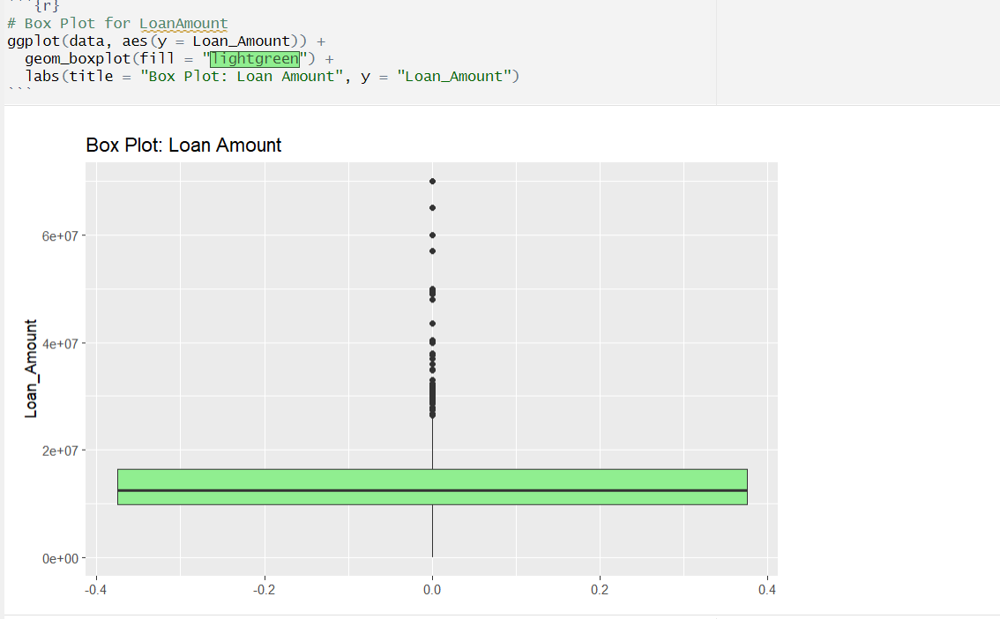 ```{r}
# Box Plot for LoanAmount
ggplot(data, aes(y = Loan_Amount)) +
  geom_boxplot(fill = "lightgreen") +
  labs(title = "Box Plot: Loan Amount", y = "Loan_Amount")
```
Box Plot: Loan Amount
6e+07
4e+07
2e+07
0e+00
Loan_Amount
-0.4
-0.2
0.0
0.2
0.4